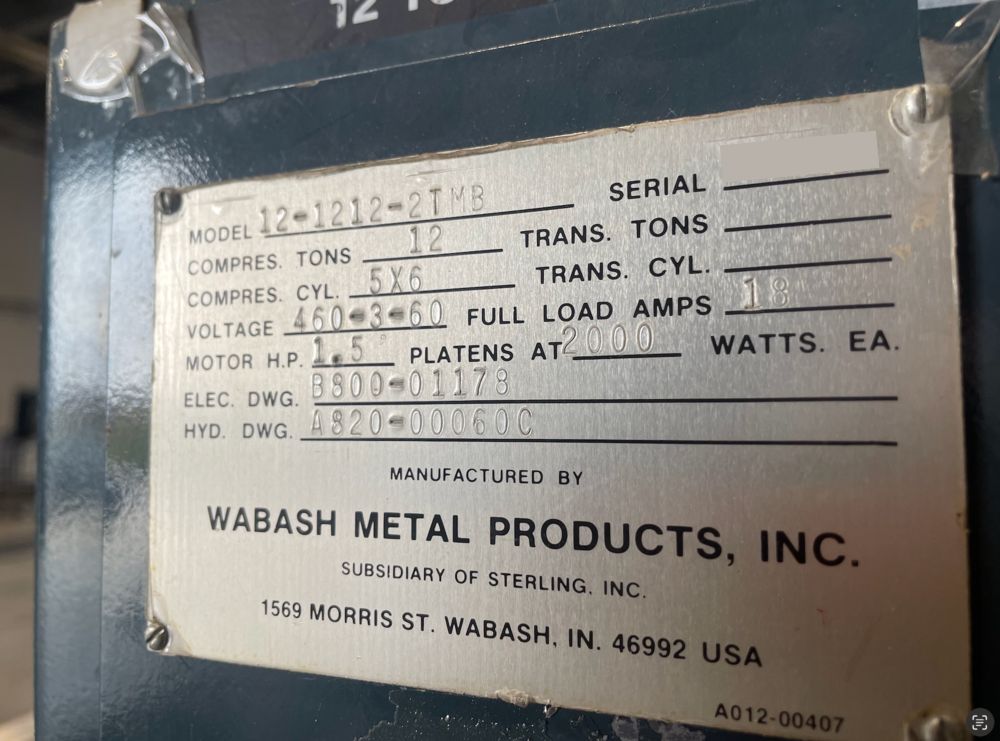 12
MODEL 12-1212-2TMB SERIAL
COMPRES. TONS 12 TRANS. TONS
COMPRES. CYL. 5X6 TRANS. CYL.
VOLTAGE 460-3-60 FULL LOAD AMPS 18
MOTOR H.P. 1.5 PLATENS AT 2000 WATTS. EA.
ELEC. DWG. B800-01178
HYD. DWG. A820-00060C
MANUFACTURED BY
WABASH METAL PRODUCTS, INC.
SUBSIDIARY OF STERLING, INC.
1569 MORRIS ST. WABASH, IN. 46992 USA
A012-00407